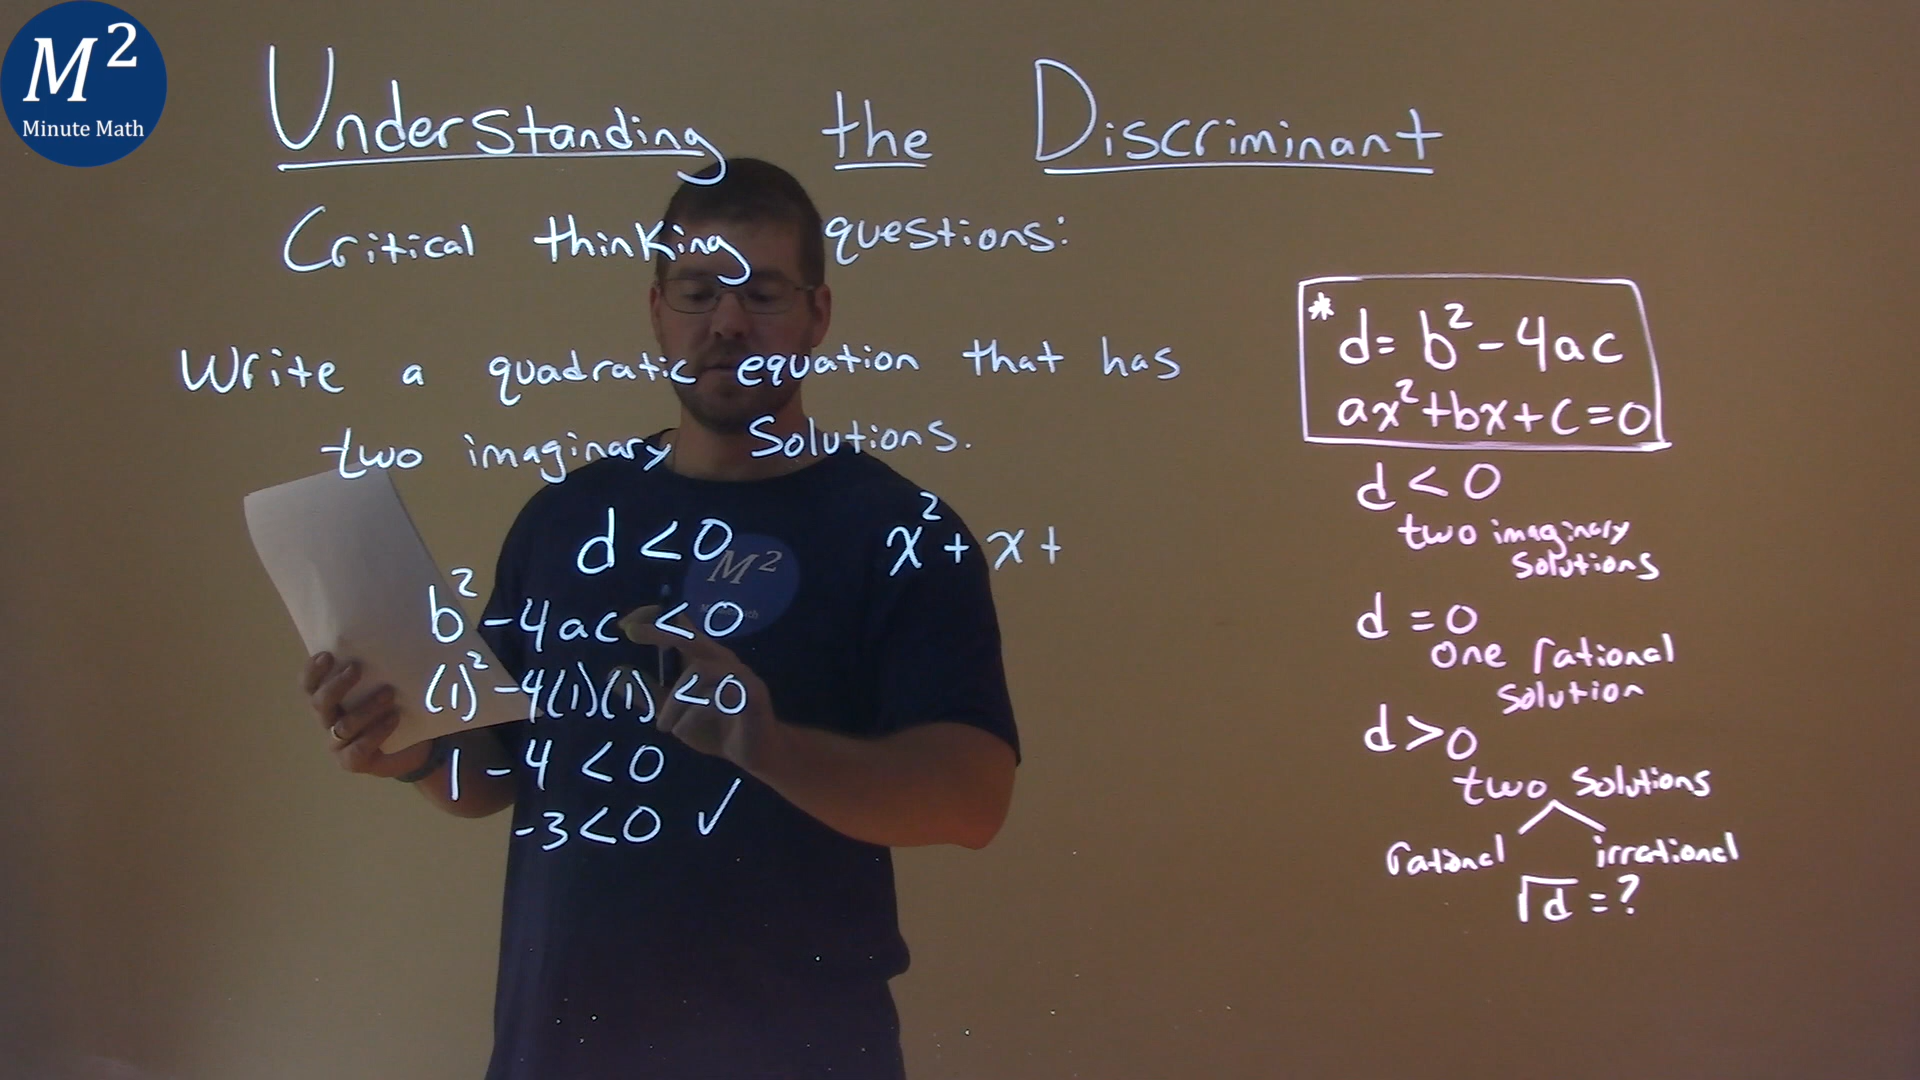 M²
Minute Math
Understanding the Discriminant
Critical thinking questions:
Write a quadratic equation that has
two imaginary Solutions.
d < 0
x² + x +
b² - 4ac < 0
(1)² - 4(1)(1) < 0
1 - 4 < 0
-3 < 0 ✓
M²
* d = b² - 4ac
ax² + bx + c = 0
d < 0
two imaginary
solutions
d = 0
one rational
solution
d > 0
two solutions
rational irrational
√d = ?